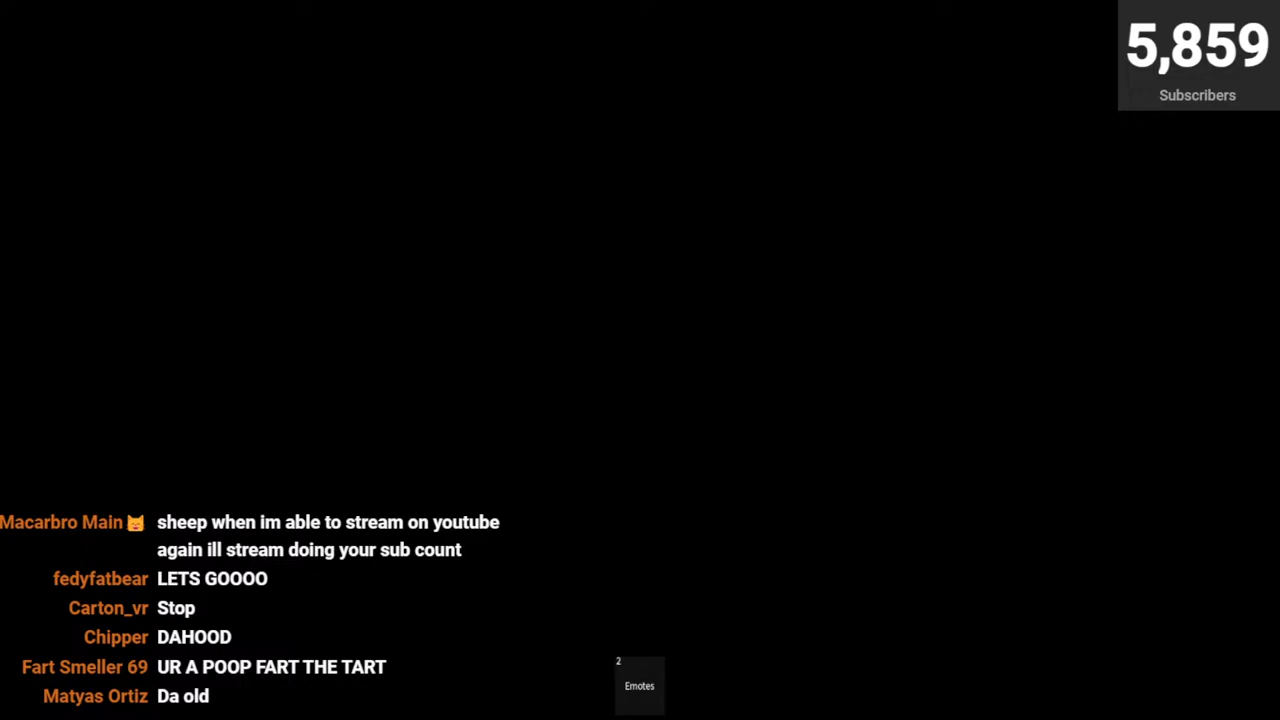 5,859
Subscribers
Macarbro Main sheep when im able to stream on youtube
again ill stream doing your sub count
fedyfatbear LETS GOOOO
Carton_vr Stop
Chipper DAHOOD
Fart Smeller 69 UR A POOP FART THE TART
Matyas Ortiz Da old
2
Emotes